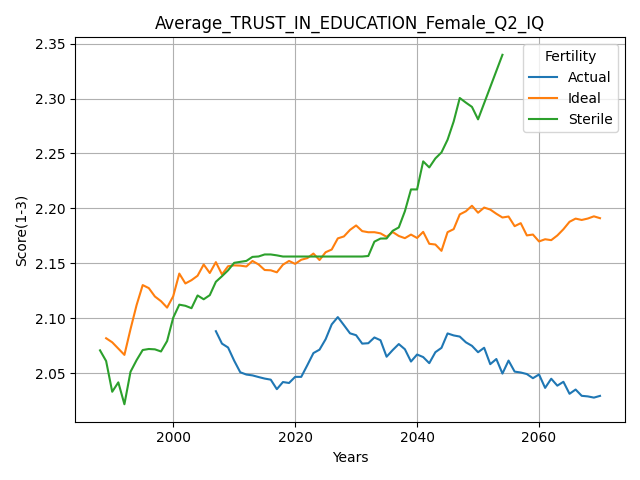 Average_TRUST_IN_EDUCATION_Female_Q2_IQ
2.35
2.30
2.25
2.20
2.15
2.10
2.05
Score(1-3)
Fertility
Actual
Ideal
Sterile
2000
2020
2040
2060
Years